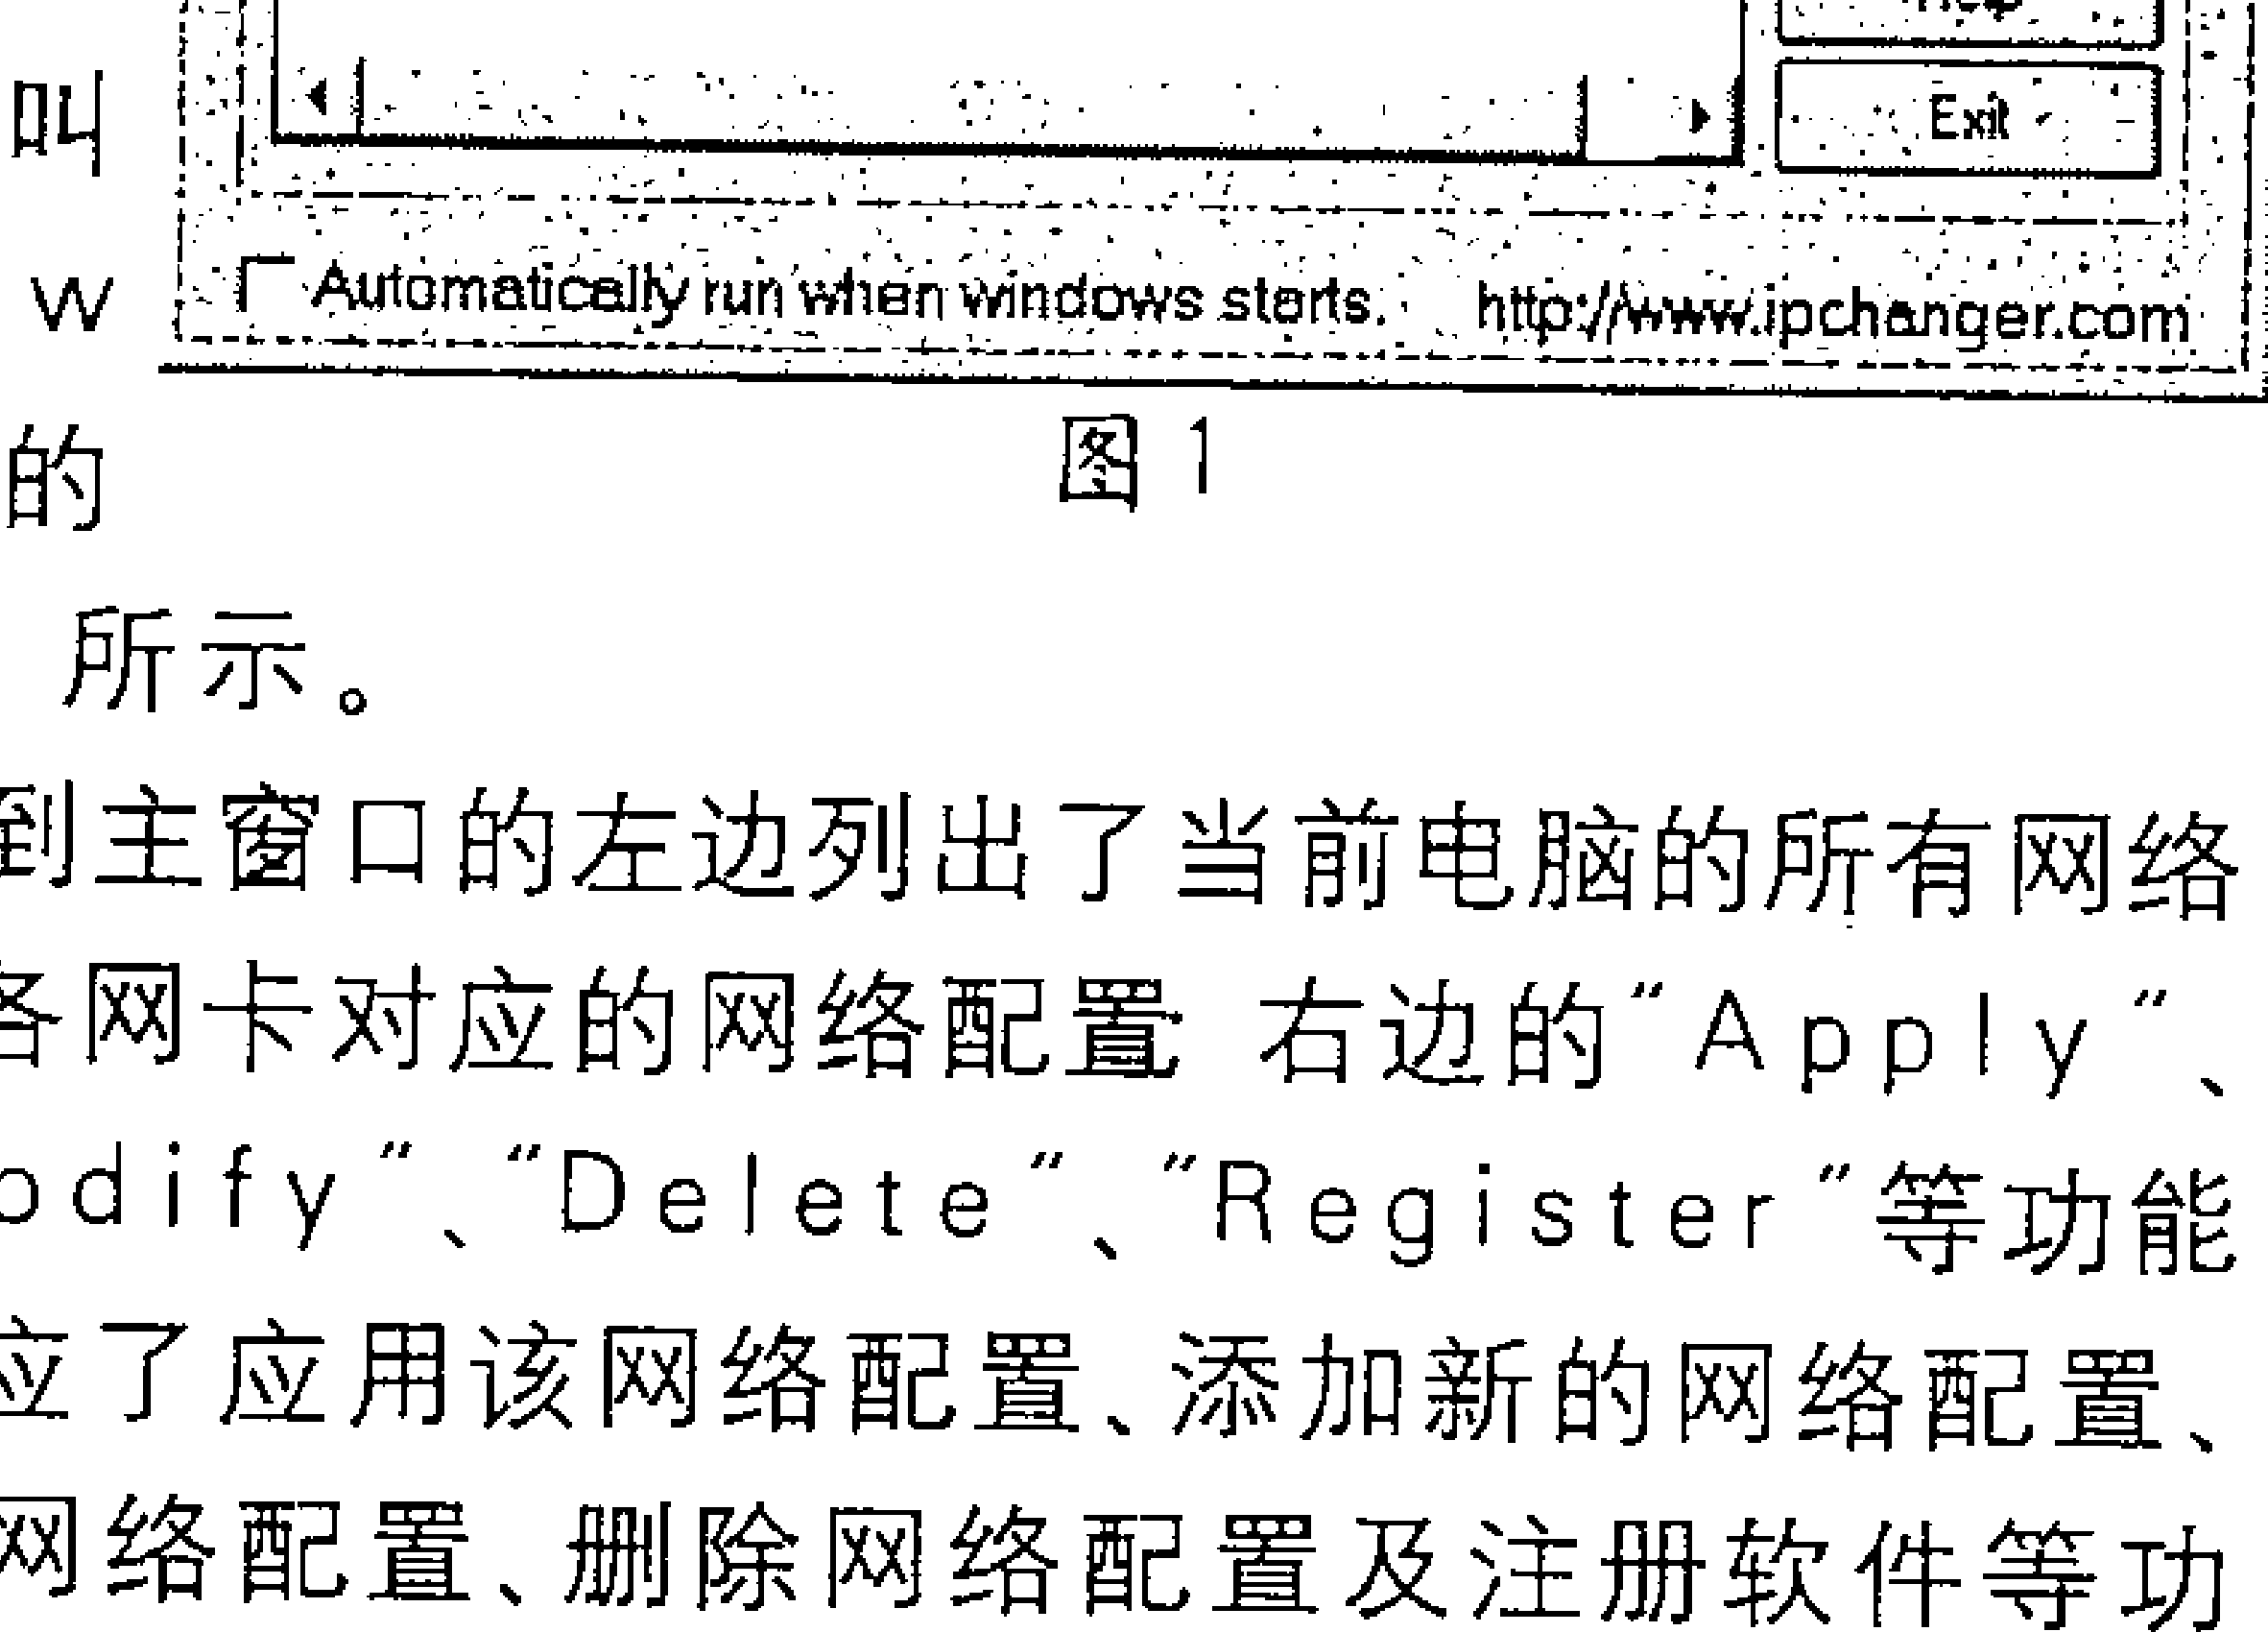 Exit
叫
Automatically run when windows starts. http://www.ipchanger.com
w
图 1
的
所示。
到主窗口的左边列出了当前电脑的所有网络
各网卡对应的网络配置 右边的“Apply”、
odify”、“Delete”、“Register”等功能
应了应用该网络配置、添加新的网络配置、
网络配置、删除网络配置及注册软件等功